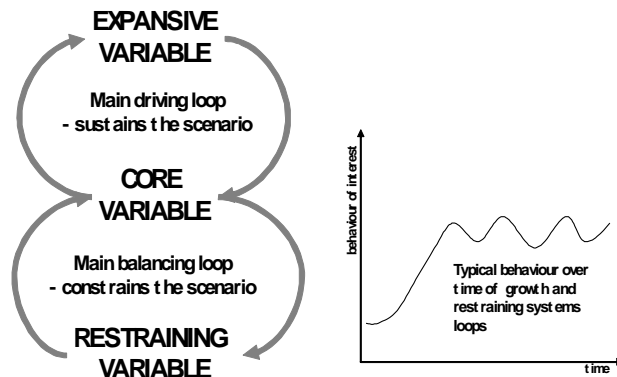 EXPANSIVE
VARIABLE
Main driving loop
- sustains the scenario
CORE
VARIABLE
Main balancing loop
- constrains the scenario
RESTRAINING
VARIABLE
behaviour of interest
Typical behaviour over
time of growth and
restraining systems
loops
time